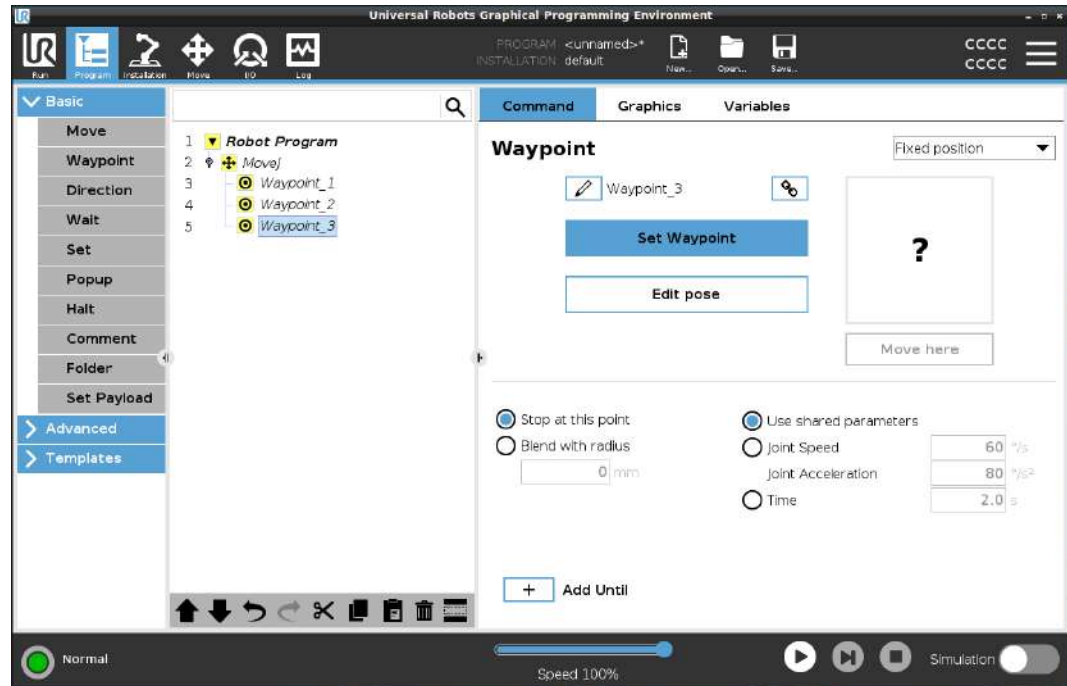 Universal Robots Graphical Programming Environment
UR
Run
Program
Installation
Move
I/O
Log
PROGRAM <unnamed>*
INSTALLATION default
New...
Open...
Save...
CCCC
CCCC
Basic
Move
Waypoint
Direction
Wait
Set
Popup
Halt
Comment
Folder
Set Payload
Advanced
Templates
1 Robot Program
2 MoveJ
3 Waypoint_1
4 Waypoint_2
5 Waypoint_3
Command Graphics Variables
Waypoint
Fixed position
Waypoint_3
Set Waypoint
Edit pose
?
Move here
Stop at this point
Blend with radius
0 mm
Use shared parameters
Joint Speed 60 °/s
Joint Acceleration 80 °/s²
Time 2.0 s
+ Add Until
Normal
Speed 100%
Simulation